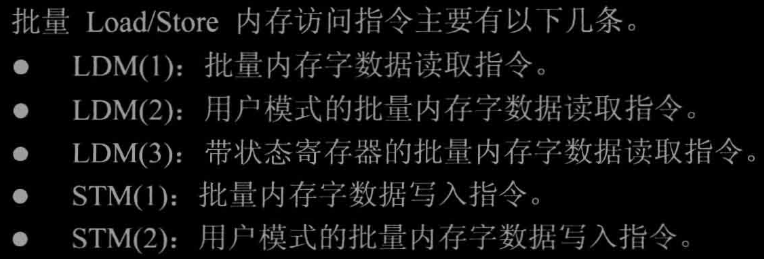 批量 Load/Store 内存访问指令主要有以下几条。
● LDM(1)：批量内存字数据读取指令。
● LDM(2)：用户模式的批量内存字数据读取指令。
● LDM(3)：带状态寄存器的批量内存字数据读取指令。
● STM(1)：批量内存字数据写入指令。
● STM(2)：用户模式的批量内存字数据写入指令。